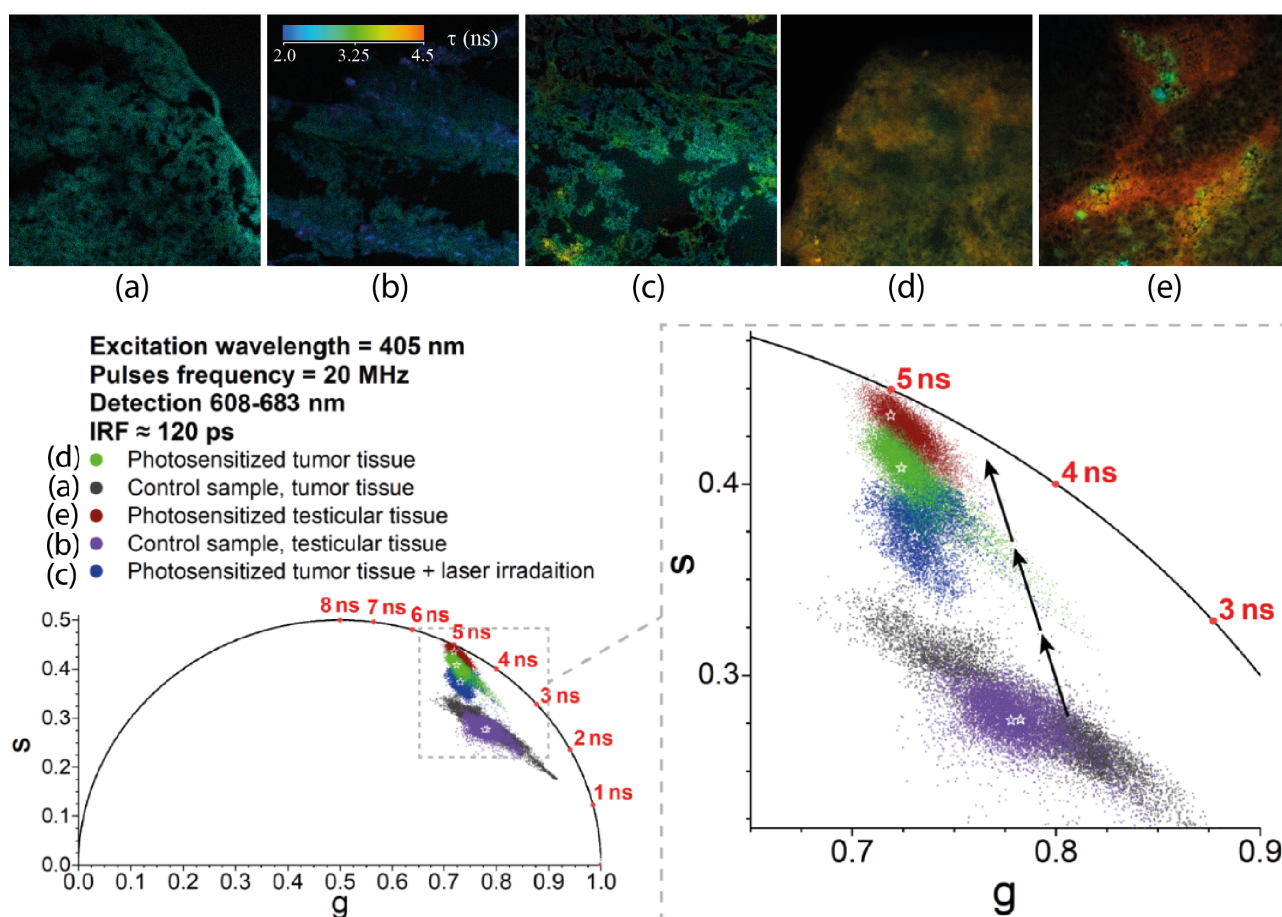 τ (ns)
2.0 3.25 4.5
(a) (b) (c) (d) (e)
Excitation wavelength = 405 nm
Pulses frequency = 20 MHz
Detection 608-683 nm
IRF ≈ 120 ps
(d) Photosensitized tumor tissue
(a) Control sample, tumor tissue
(e) Photosensitized testicular tissue
(b) Control sample, testicular tissue
(c) Photosensitized tumor tissue + laser irradaition
8 ns 7 ns 6 ns 5 ns 4 ns 3 ns 2 ns 1 ns
0.5
0.4
0.3
0.2
0.1
0.0
s
0.0 0.1 0.2 0.3 0.4 0.5 0.6 0.7 0.8 0.9 1.0
g
5 ns
4 ns
3 ns
0.4
0.3
s
0.7 0.8 0.9
g